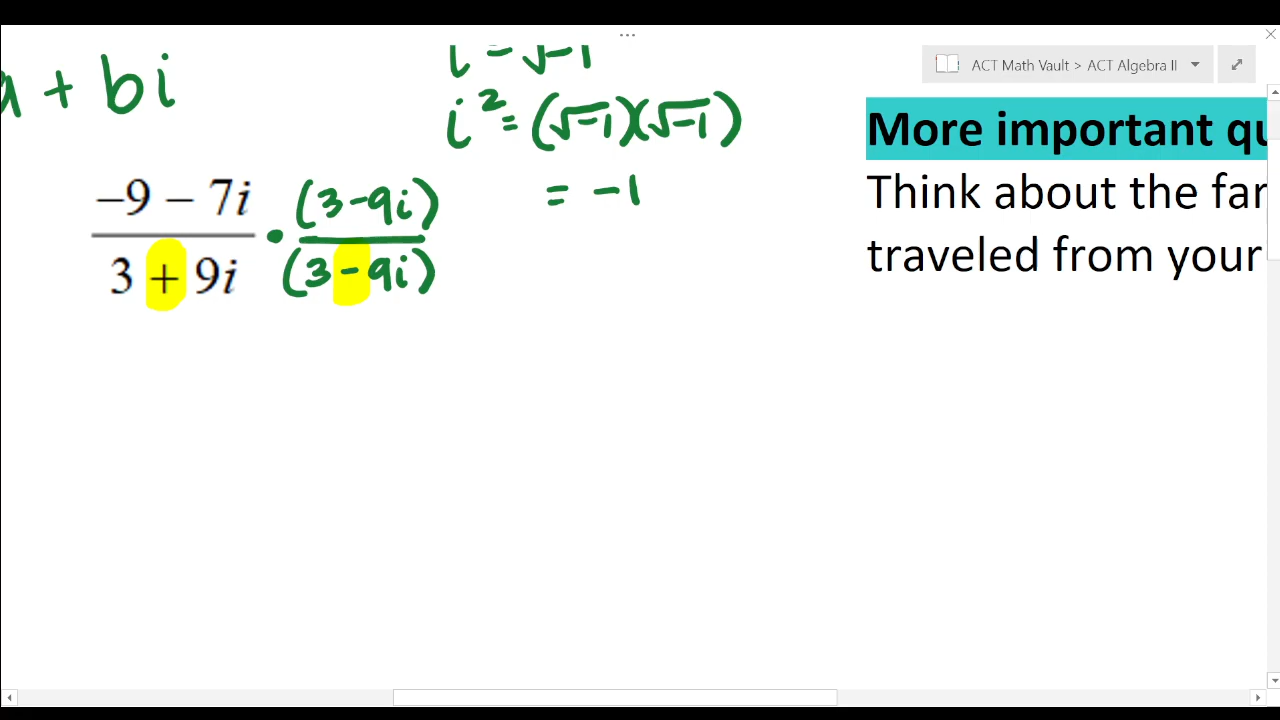 a + bi
i = √-1
i² = (√-1)(√-1)
= -1
−9 − 7i / 3 + 9i • (3-9i) / (3-9i)
ACT Math Vault > ACT Algebra II
More important qu
Think about the far
traveled from your